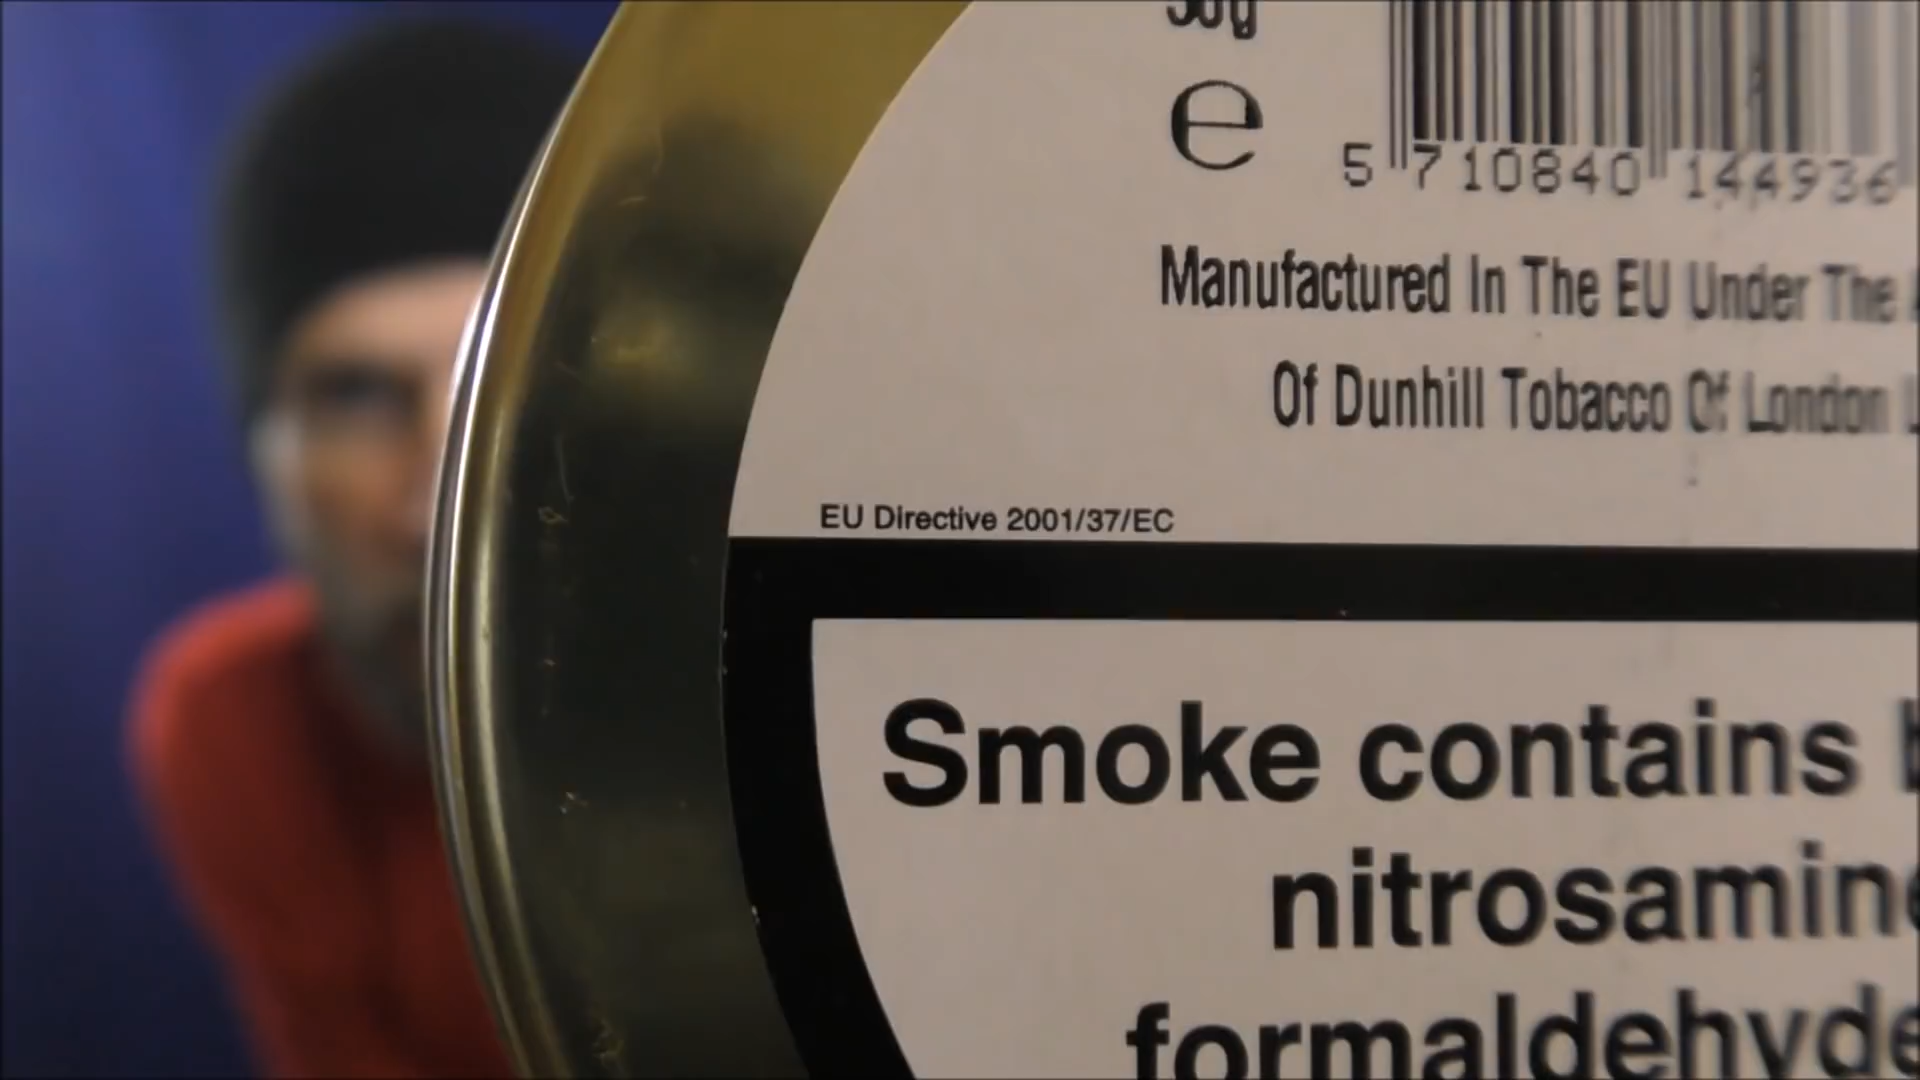 50g
e
5 710840 144936
Manufactured In The EU Under The
Of Dunhill Tobacco Of London
EU Directive 2001/37/EC
Smoke contains
nitrosamine
formaldehyde